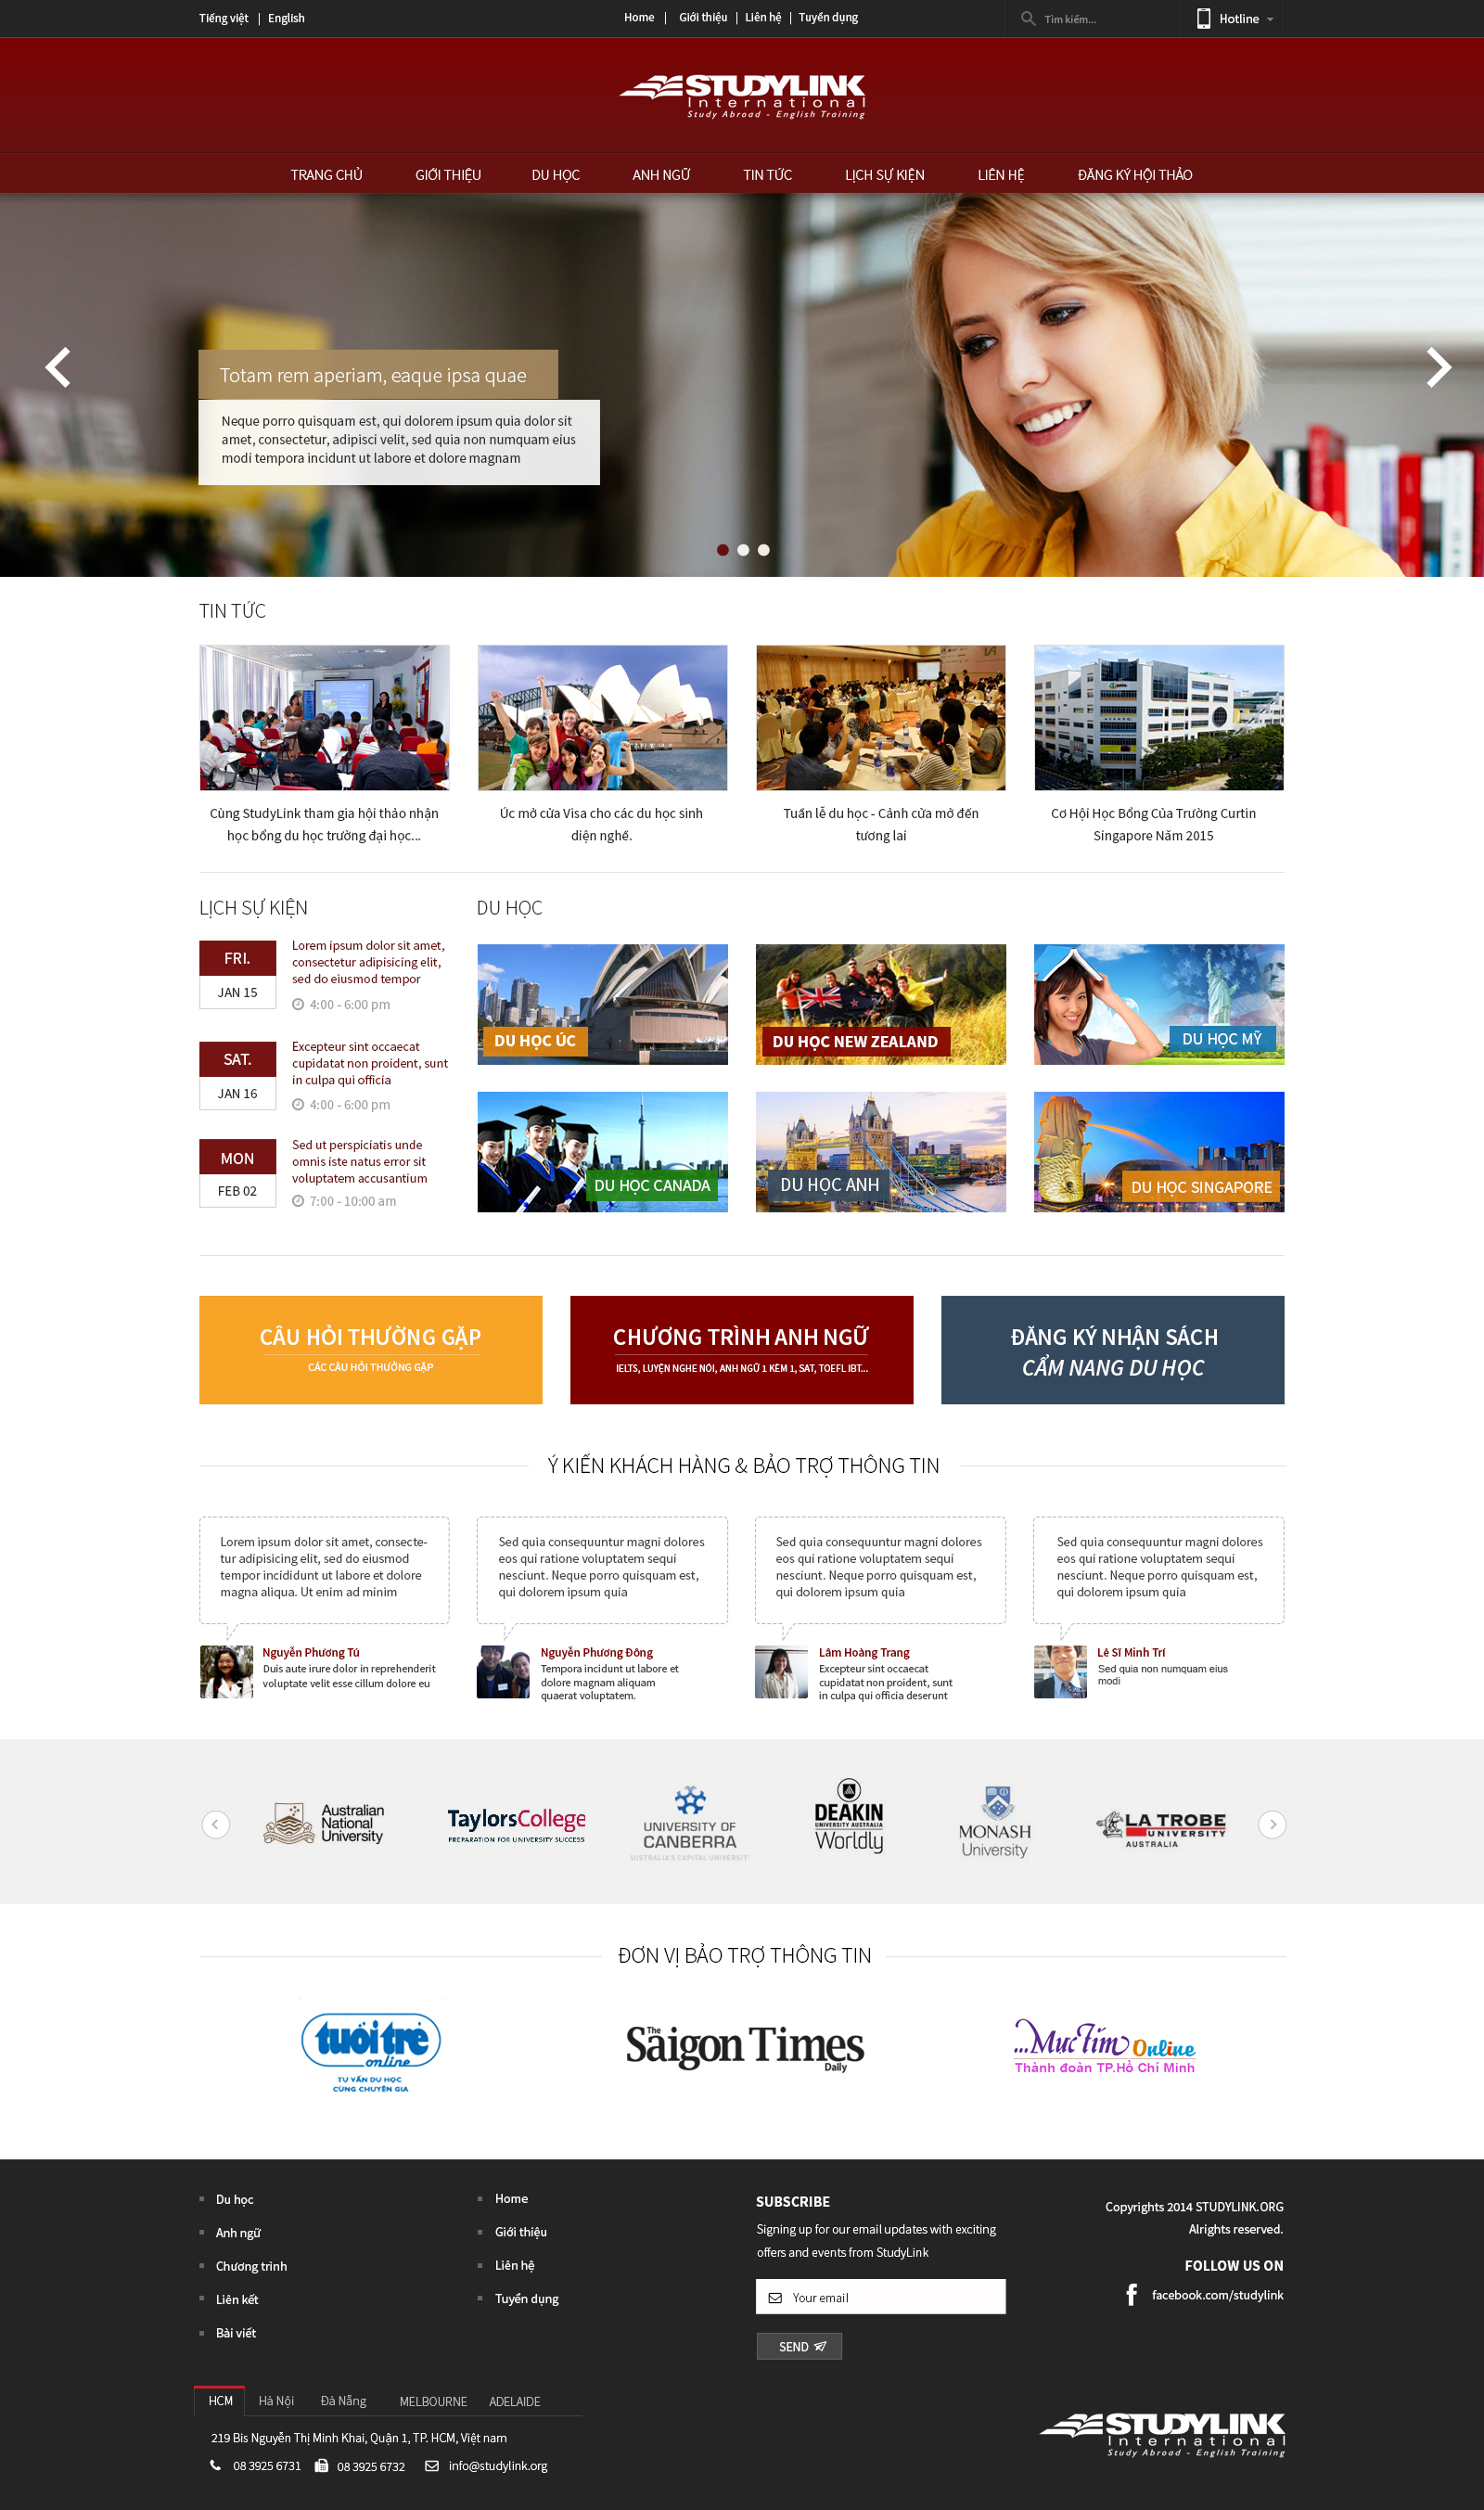 Tiếng việt | English
Home | Giới thiệu | Liên hệ | Tuyển dụng
Tìm kiếm...
Hotline
STUDYLINK
International
Study Abroad - English Training
TRANG CHỦ
GIỚI THIỆU
DU HỌC
ANH NGỮ
TIN TỨC
LỊCH SỰ KIỆN
LIÊN HỆ
ĐĂNG KÝ HỘI THẢO
Totam rem aperiam, eaque ipsa quae
Neque porro quisquam est, qui dolorem ipsum quia dolor sit
amet, consectetur, adipisci velit, sed quia non numquam eius
modi tempora incidunt ut labore et dolore magnam
TIN TỨC
Cùng StudyLink tham gia hội thảo nhận
học bổng du học trường đại học...
Úc mở cửa Visa cho các du học sinh
diện nghề.
Tuần lễ du học - Cánh cửa mở đến
tương lai
Cơ Hội Học Bổng Của Trường Curtin
Singapore Năm 2015
LỊCH SỰ KIỆN
FRI.
JAN 15
Lorem ipsum dolor sit amet,
consectetur adipisicing elit,
sed do eiusmod tempor
4:00 - 6:00 pm
SAT.
JAN 16
Excepteur sint occaecat
cupidatat non proident, sunt
in culpa qui officia
4:00 - 6:00 pm
MON
FEB 02
Sed ut perspiciatis unde
omnis iste natus error sit
voluptatem accusantium
7:00 - 10:00 am
DU HỌC
DU HỌC ÚC
DU HỌC NEW ZEALAND
DU HỌC MỸ
DU HỌC CANADA
DU HỌC ANH
DU HỌC SINGAPORE
CÂU HỎI THƯỜNG GẶP
CÁC CÂU HỎI THƯỜNG GẶP
CHƯƠNG TRÌNH ANH NGỮ
IELTS, LUYỆN NGHE NÓI, ANH NGỮ 1 KÈM 1, SAT, TOEFL IBT...
ĐĂNG KÝ NHẬN SÁCH
CẨM NANG DU HỌC
Ý KIẾN KHÁCH HÀNG & BẢO TRỢ THÔNG TIN
Lorem ipsum dolor sit amet, consecte-
tur adipisicing elit, sed do eiusmod
tempor incididunt ut labore et dolore
magna aliqua. Ut enim ad minim
Nguyễn Phương Tú
Duis aute irure dolor in reprehenderit
voluptate velit esse cillum dolore eu
Sed quia consequuntur magni dolores
eos qui ratione voluptatem sequi
nesciunt. Neque porro quisquam est,
qui dolorem ipsum quia
Nguyễn Phương Đông
Tempora incidunt ut labore et
dolore magnam aliquam
quaerat voluptatem.
Sed quia consequuntur magni dolores
eos qui ratione voluptatem sequi
nesciunt. Neque porro quisquam est,
qui dolorem ipsum quia
Lâm Hoàng Trang
Excepteur sint occaecat
cupidatat non proident, sunt
in culpa qui officia deserunt
Sed quia consequuntur magni dolores
eos qui ratione voluptatem sequi
nesciunt. Neque porro quisquam est,
qui dolorem ipsum quia
Lê Sĩ Minh Trí
Sed quia non numquam eius
modi
Australian
National
University
TaylorsCollege
PREPARATION FOR UNIVERSITY SUCCESS
UNIVERSITY OF
CANBERRA
AUSTRALIA'S CAPITAL UNIVERSITY
DEAKIN
UNIVERSITY AUSTRALIA
Worldly
MONASH
University
LA TROBE
UNIVERSITY
AUSTRALIA
ĐƠN VỊ BẢO TRỢ THÔNG TIN
tuổi trẻ
online
TƯ VẤN DU HỌC
CÙNG CHUYÊN GIA
The
Saigon Times
Daily
...Mực Tím Online
Thành đoàn TP.Hồ Chí Minh
Du học
Anh ngữ
Chương trình
Liên kết
Bài viết
Home
Giới thiệu
Liên hệ
Tuyển dụng
SUBSCRIBE
Signing up for our email updates with exciting
offers and events from StudyLink
Your email
SEND
Copyrights 2014 STUDYLINK.ORG
Alrights reserved.
FOLLOW US ON
facebook.com/studylink
HCM
Hà Nội
Đà Nẵng
MELBOURNE
ADELAIDE
219 Bis Nguyễn Thị Minh Khai, Quận 1, TP. HCM, Việt nam
08 3925 6731
08 3925 6732
info@studylink.org
STUDYLINK
International
Study Abroad - English Training